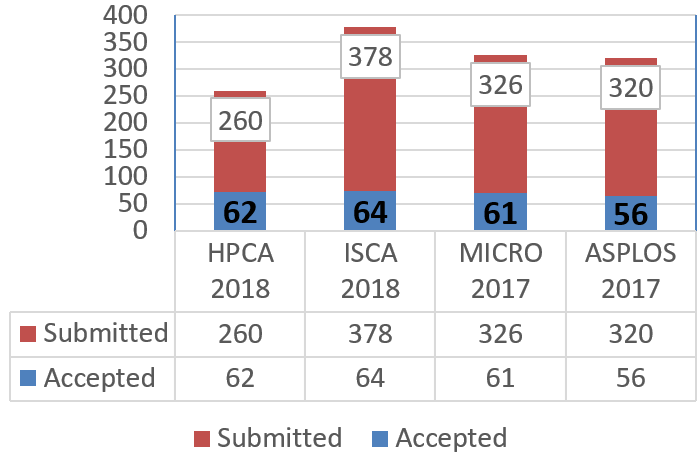 400
350
300
250
200
150
100
50
0
260
378
326
320
62
64
61
56
HPCA 2018
ISCA 2018
MICRO 2017
ASPLOS 2017
Submitted 260 378 326 320
Accepted 62 64 61 56
Submitted Accepted